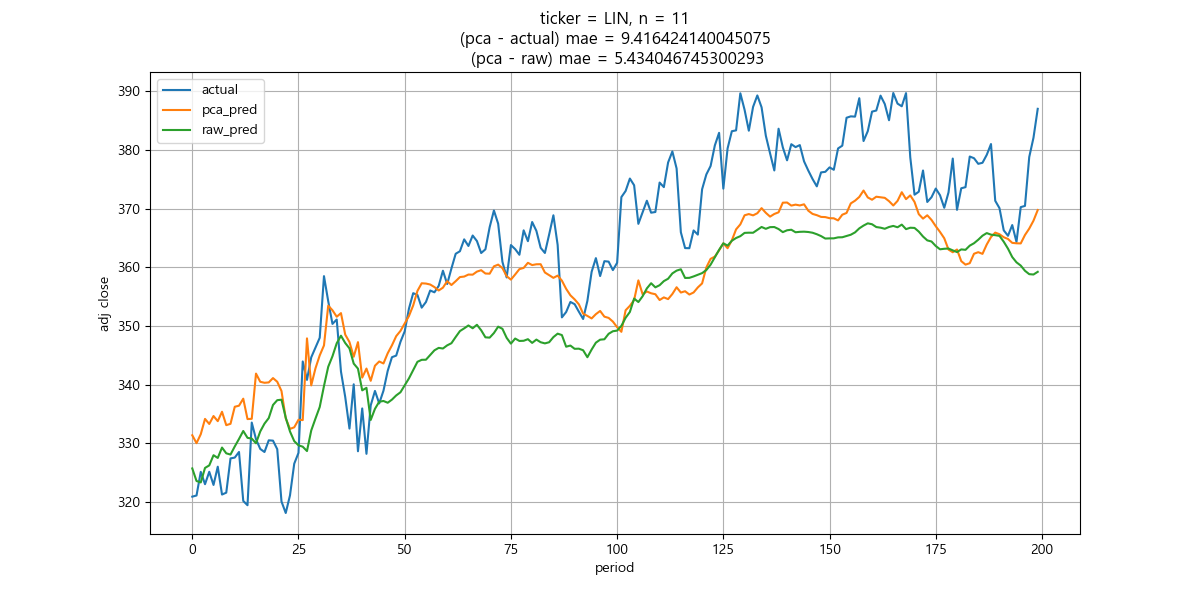 ticker = LIN, n = 11
(pca - actual) mae = 9.416424140045075
(pca - raw) mae = 5.434046745300293
actual
pca_pred
raw_pred
390
380
370
360
350
340
330
320
adj close
0 25 50 75 100 125 150 175 200
period